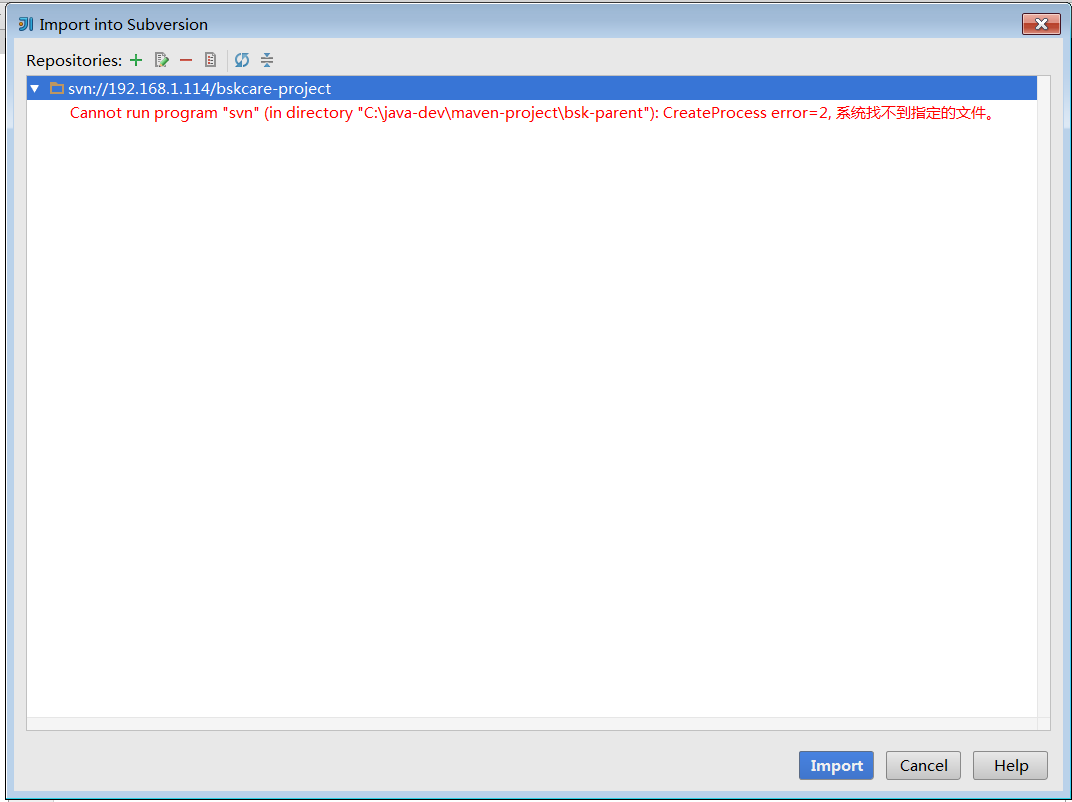 Import into Subversion
Repositories:
svn://192.168.1.114/bskcare-project
Cannot run program "svn" (in directory "C:\java-dev\maven-project\bsk-parent"): CreateProcess error=2, 系统找不到指定的文件。
Import Cancel Help